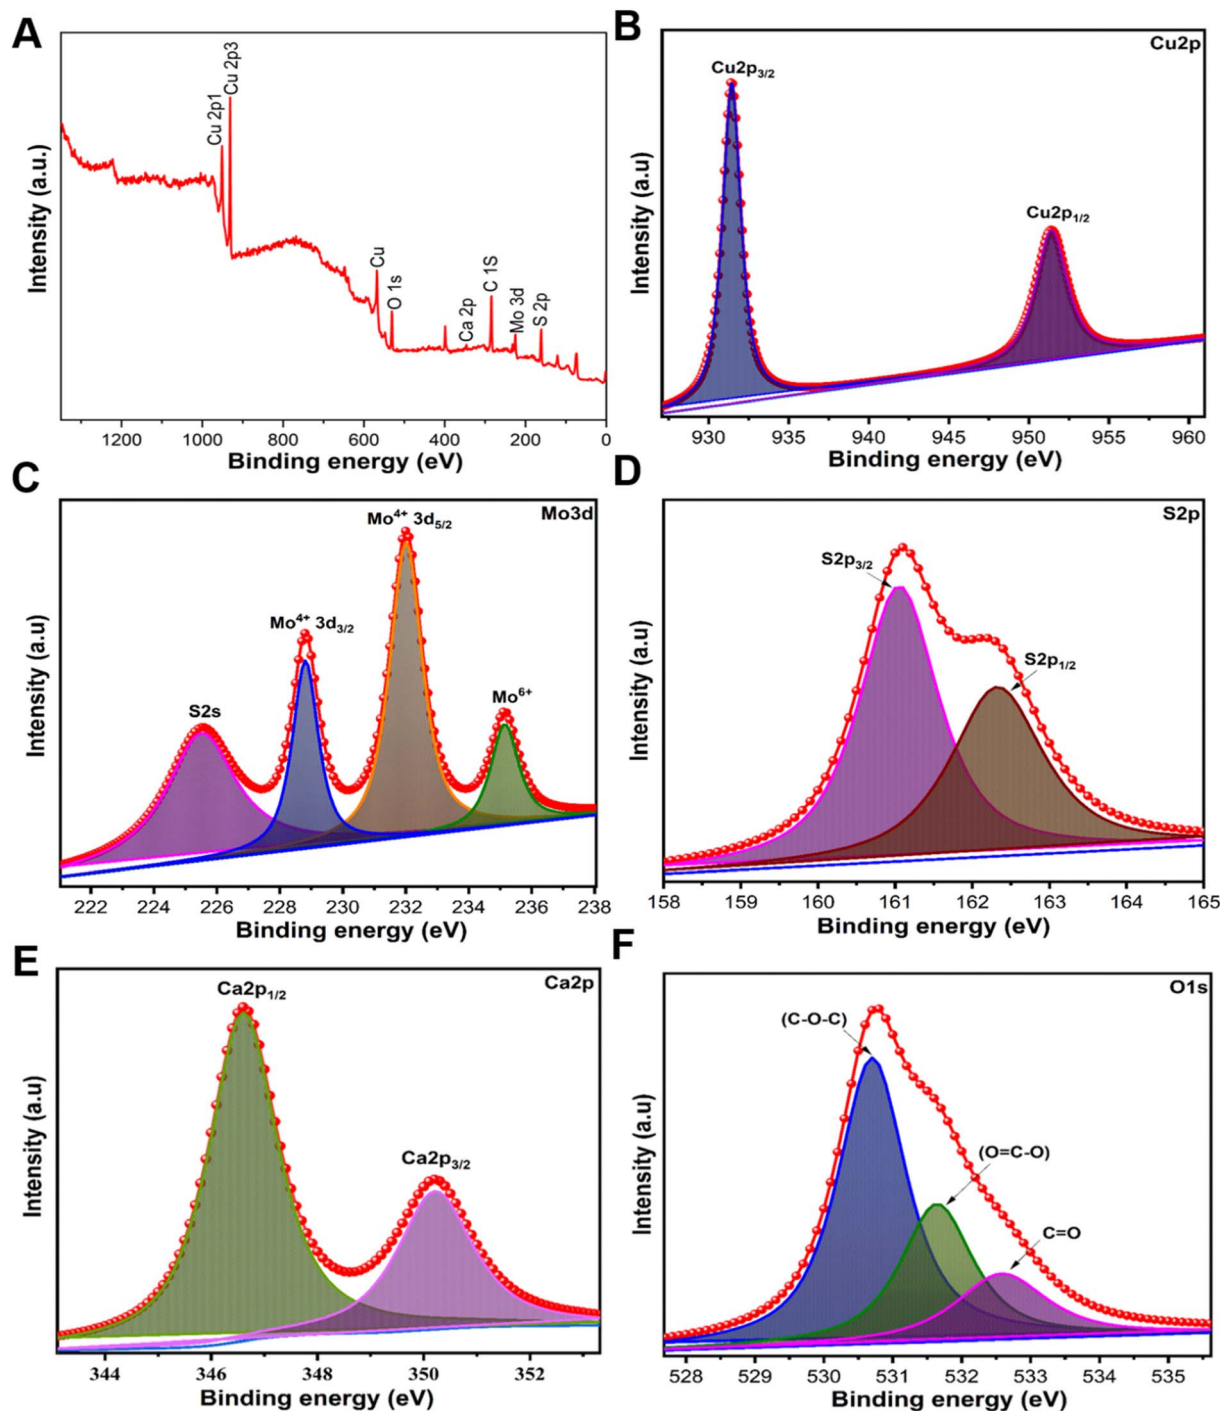 A
Cu 2p1
Cu 2p3
Cu
O 1s
Ca 2p
C 1S
Mo 3d
S 2p
Intensity (a.u.)
1200 1000 800 600 400 200 0
Binding energy (eV)
B
Cu2p
Cu2p3/2
Cu2p1/2
Intensity (a.u)
930 935 940 945 950 955 960
Binding energy (eV)
C
Mo3d
Mo4+ 3d5/2
Mo4+ 3d3/2
S2s
Mo6+
Intensity (a.u)
222 224 226 228 230 232 234 236 238
Binding energy (eV)
D
S2p
S2p3/2
S2p1/2
Intensity (a.u)
158 159 160 161 162 163 164 165
Binding energy (eV)
E
Ca2p
Ca2p1/2
Ca2p3/2
Intensity (a.u)
344 346 348 350 352
Binding energy (eV)
F
O1s
(C-O-C)
(O=C-O)
C=O
Intensity (a.u)
528 529 530 531 532 533 534 535
Binding energy (eV)